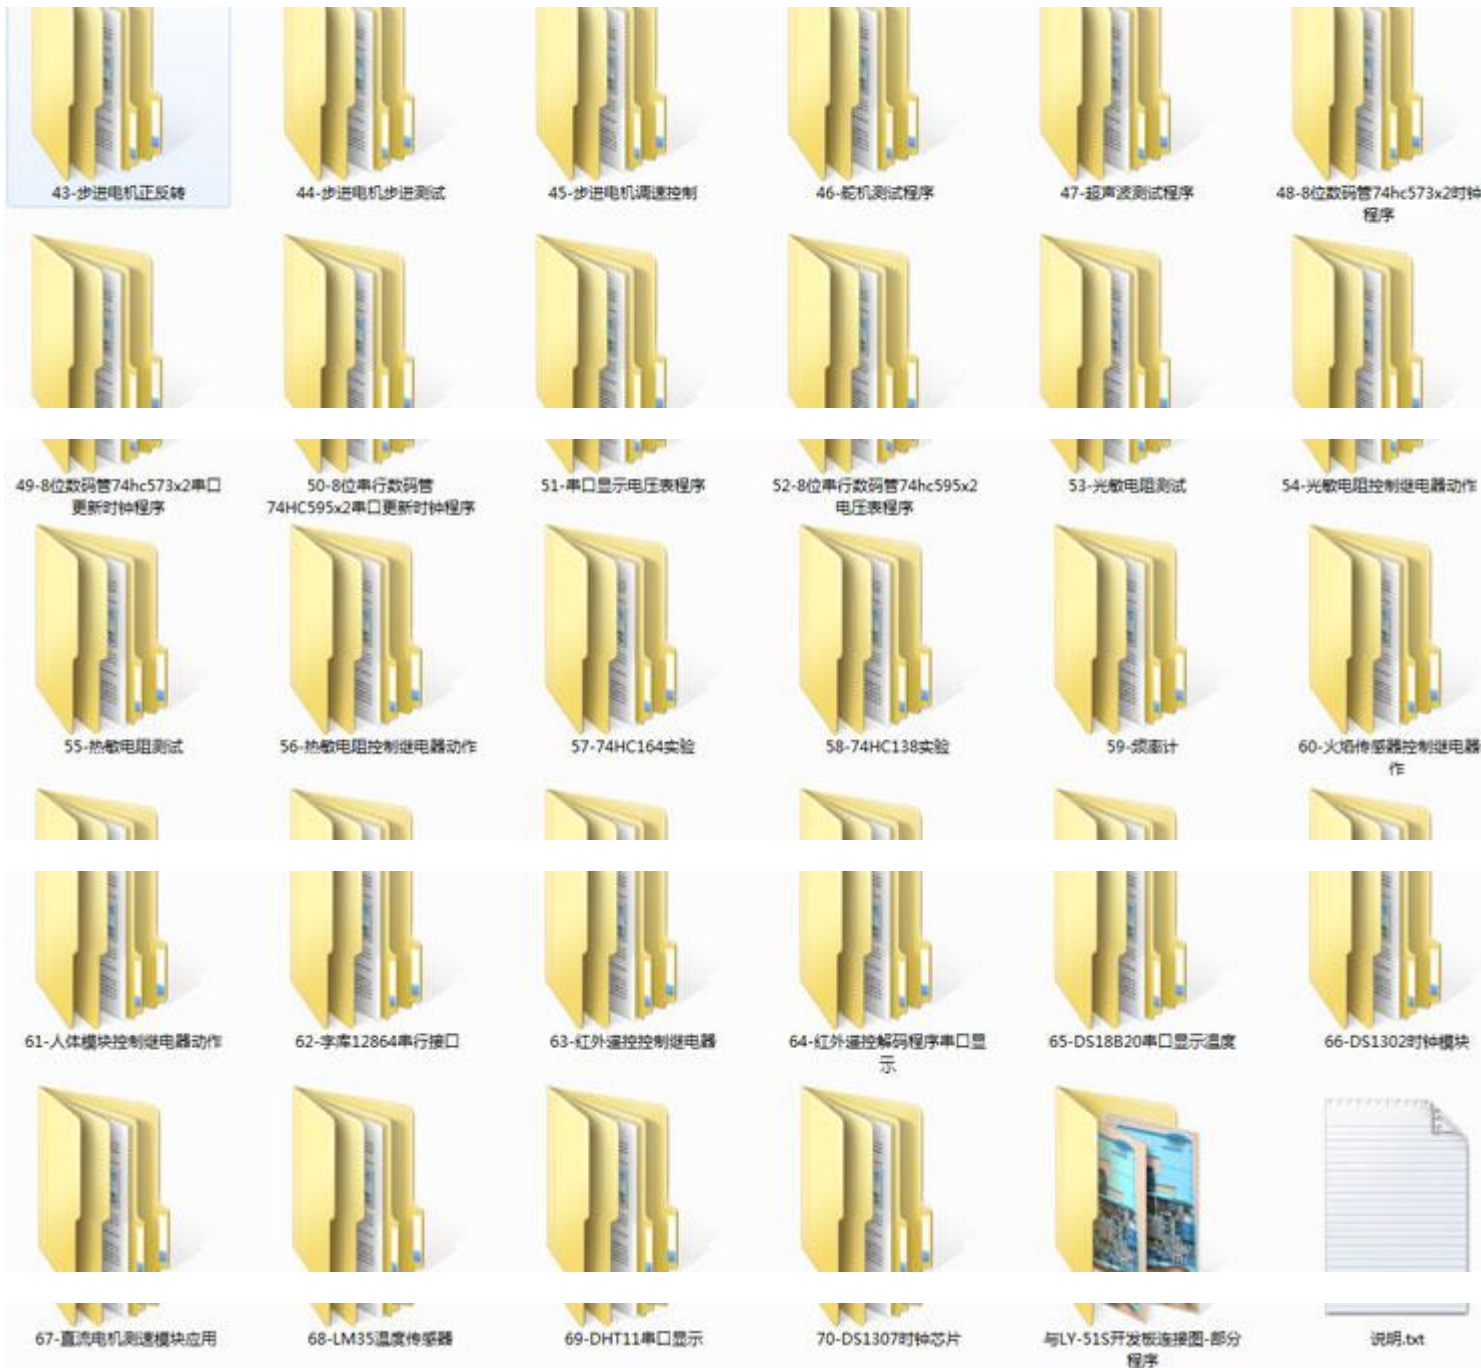 43-步进电机正反转
44-步进电机步进测试
45-步进电机调速控制
46-舵机测试程序
47-超声波测试程序
48-8位数码管74hc573x2时钟
程序
49-8位数码管74hc573x2串口
更新时钟程序
50-8位串行数码管
74HC595x2串口更新时钟程序
51-串口显示电压表程序
52-8位串行数码管74hc595x2
电压表程序
53-光敏电阻测试
54-光敏电阻控制继电器动作
55-热敏电阻测试
56-热敏电阻控制继电器动作
57-74HC164实验
58-74HC138实验
59-频率计
60-火焰传感器控制继电器
作
61-人体模块控制继电器动作
62-字库12864串行接口
63-红外遥控控制继电器
64-红外遥控解码程序串口显
示
65-DS18B20串口显示温度
66-DS1302时钟模块
67-直流电机测速模块应用
68-LM35温度传感器
69-DHT11串口显示
70-DS1307时钟芯片
与LY-51S开发板连接图-部分
程序
说明.txt